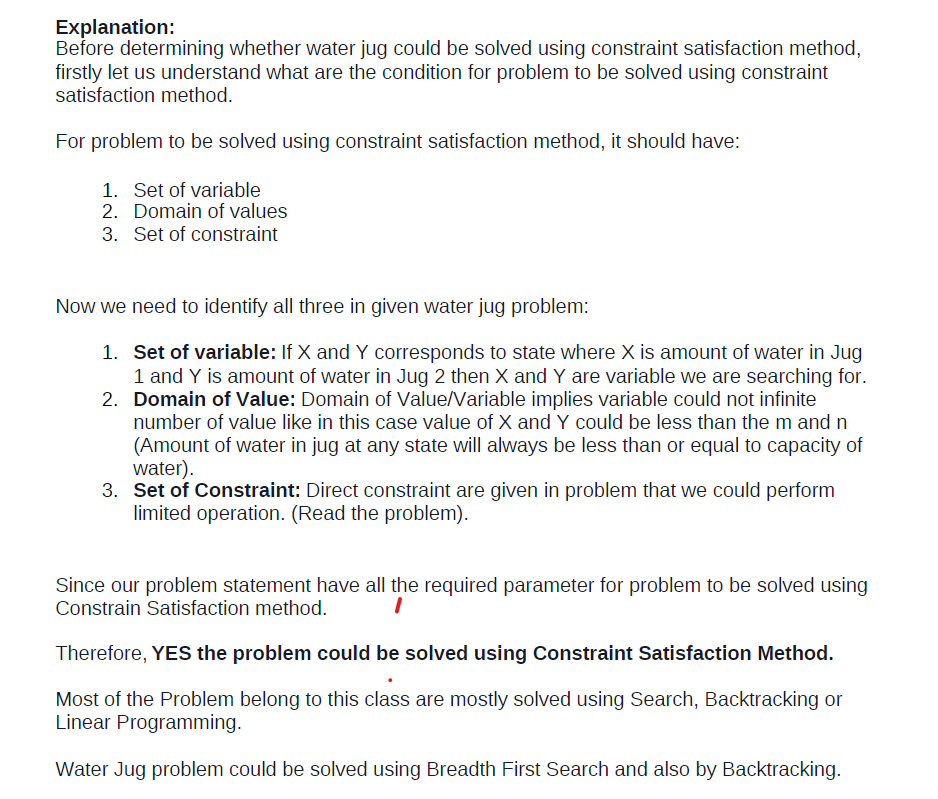 Explanation:
Before determining whether water jug could be solved using constraint satisfaction method,
firstly let us understand what are the condition for problem to be solved using constraint
satisfaction method.
For problem to be solved using constraint satisfaction method, it should have:
1. Set of variable
2. Domain of values
3. Set of constraint
Now we need to identify all three in given water jug problem:
1. Set of variable: If X and Y corresponds to state where X is amount of water in Jug
1 and Y is amount of water in Jug 2 then X and Y are variable we are searching for.
2. Domain of Value: Domain of Value/Variable implies variable could not infinite
number of value like in this case value of X and Y could be less than the m and n
(Amount of water in jug at any state will always be less than or equal to capacity of
water).
3. Set of Constraint: Direct constraint are given in problem that we could perform
limited operation. (Read the problem).
Since our problem statement have all the required parameter for problem to be solved using
Constrain Satisfaction method.
Therefore, YES the problem could be solved using Constraint Satisfaction Method.
Most of the Problem belong to this class are mostly solved using Search, Backtracking or
Linear Programming.
Water Jug problem could be solved using Breadth First Search and also by Backtracking.